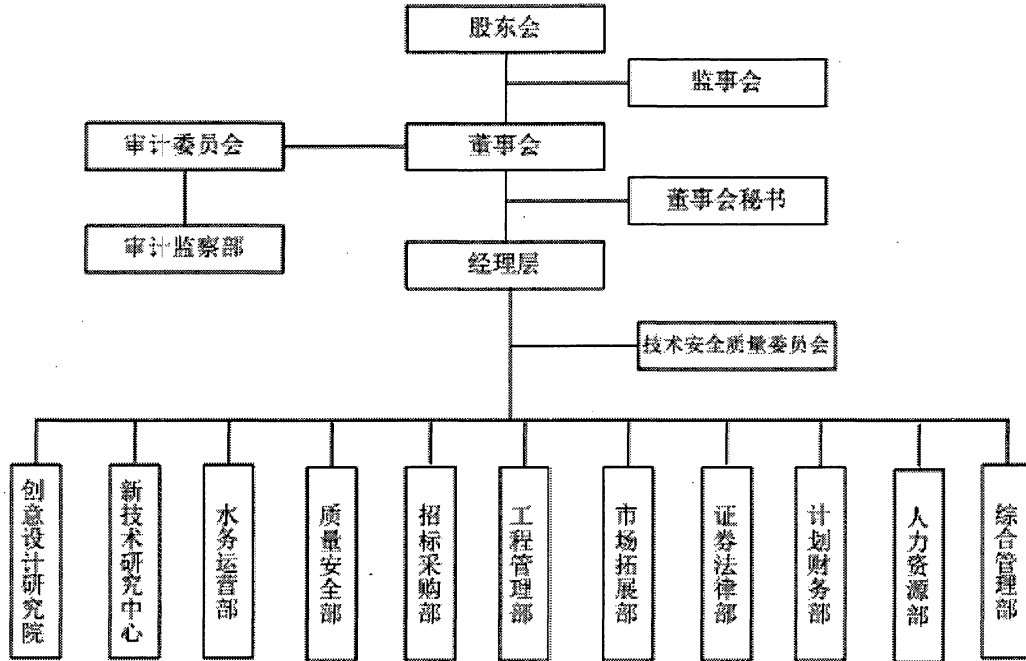 股东会
监事会
审计委员会
董事会
董事会秘书
审计监察部
经理层
技术安全质量委员会
创意设计研究院
新技术研究中心
水务运营部
质量安全部
招标采购部
工程管理部
市场拓展部
证券法律部
计划财务部
人力资源部
综合管理部